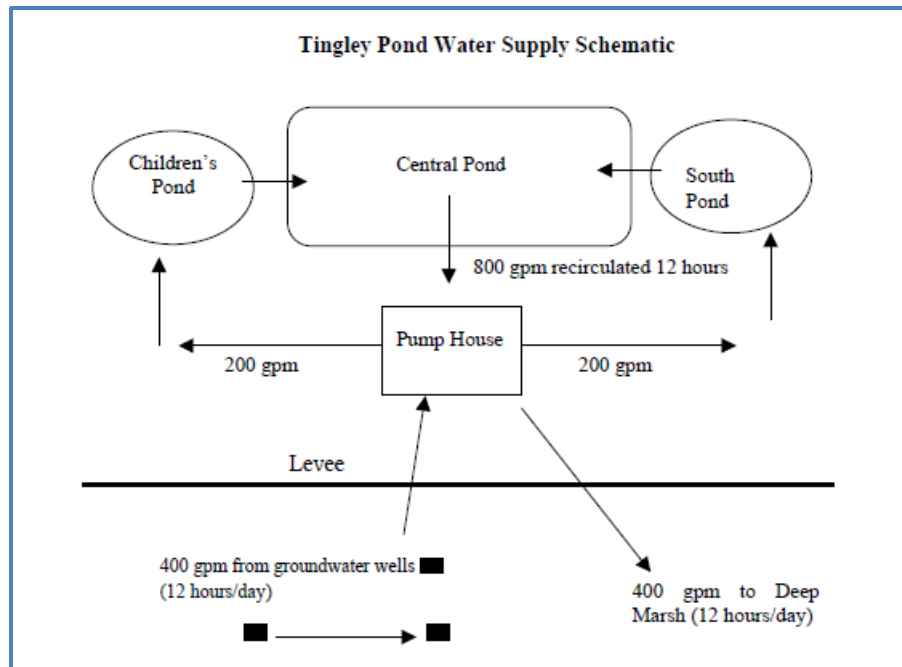 Tingley Pond Water Supply Schematic
Children's
Pond
Central Pond
South
Pond
800 gpm recirculated 12 hours
Pump House
200 gpm
200 gpm
Levee
400 gpm from groundwater wells
(12 hours/day)
400 gpm to Deep
Marsh (12 hours/day)